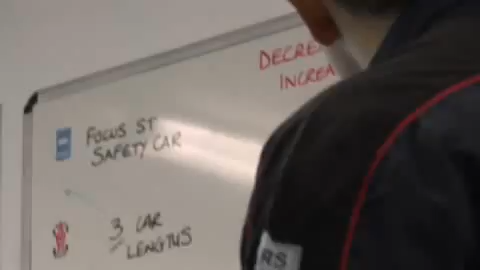 DECRE
INCREA
FOCUS ST
SAFETY CAR
3 CAR
LENGTHS
RS